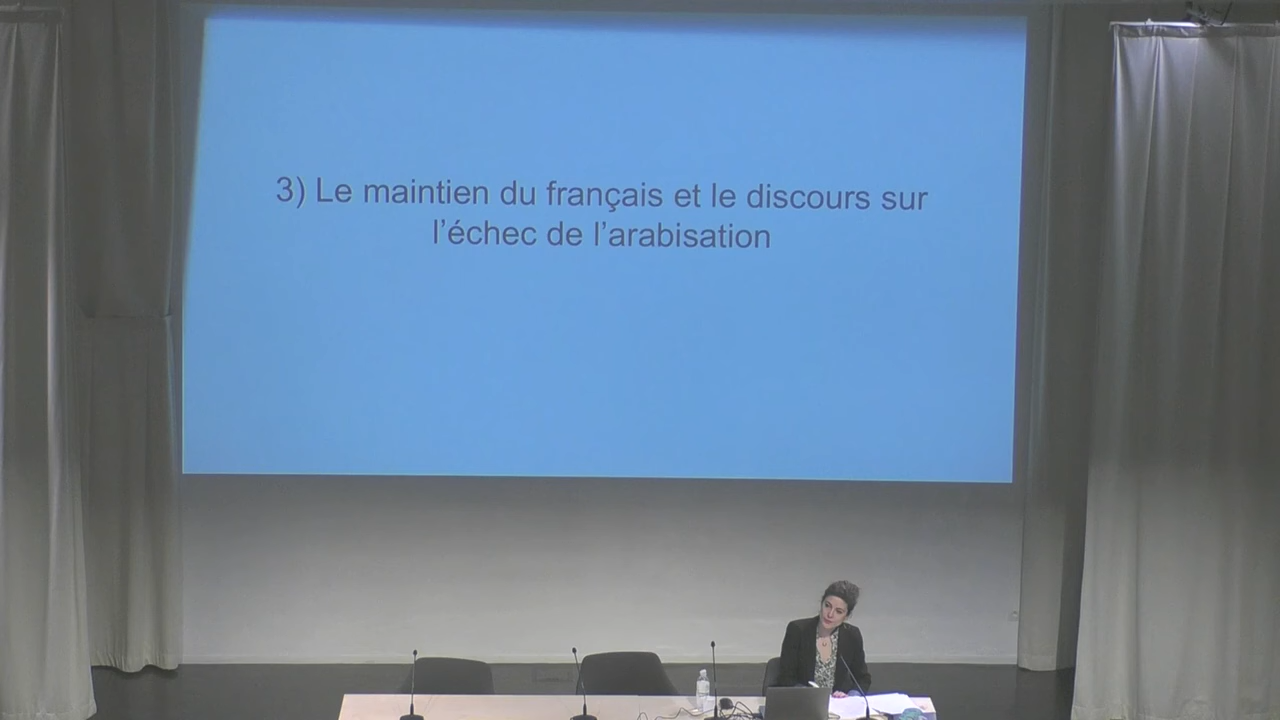 3) Le maintien du français et le discours sur
l’échec de l’arabisation